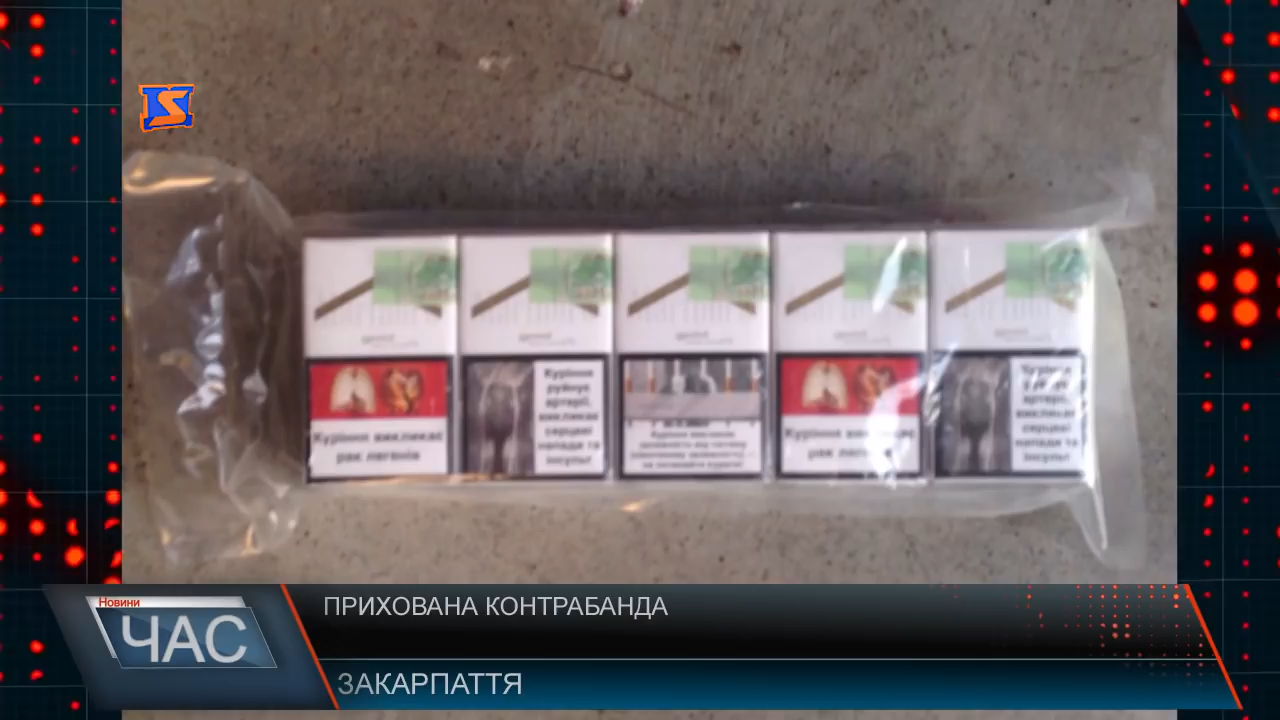 Куріння викликає
рак легенів
Куріння
руйнує
артерії,
викликає
серцеві
напади та
інсульт
Куріння викликає
рак легенів
Куріння
руйнує
артерії,
викликає
серцеві
напади та
інсульт
Новини
ЧАС
ПРИХОВАНА КОНТРАБАНДА
ЗАКАРПАТТЯ